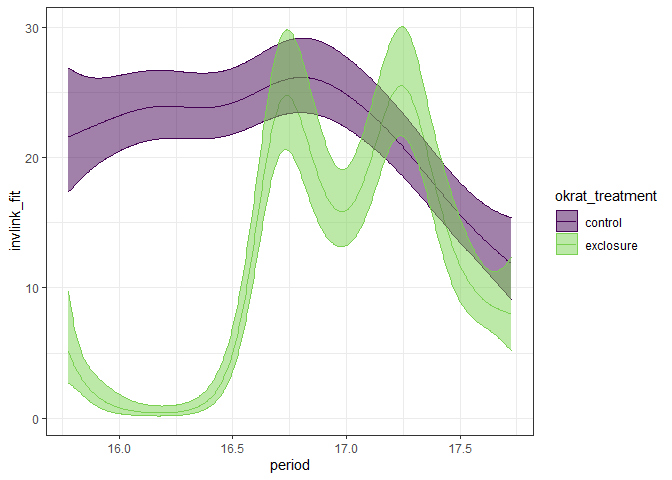 30
20
10
0
invlink_fit
16.0
16.5
17.0
17.5
period
okrat_treatment
control
exclosure